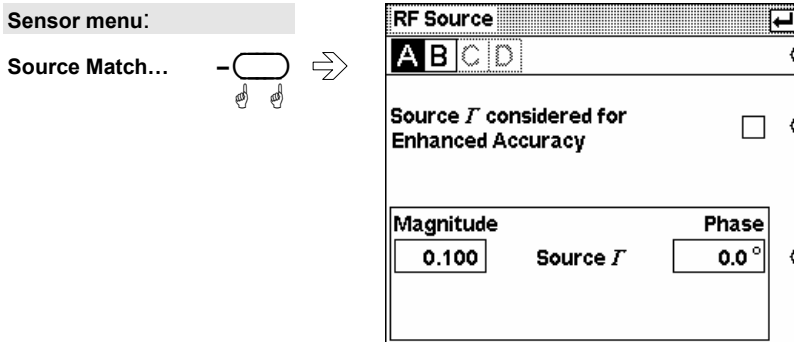 Sensor menu:
Source Match…
RF Source
A B C D
Source Γ considered for
Enhanced Accuracy
Magnitude Phase
0.100 Source Γ 0.0 °